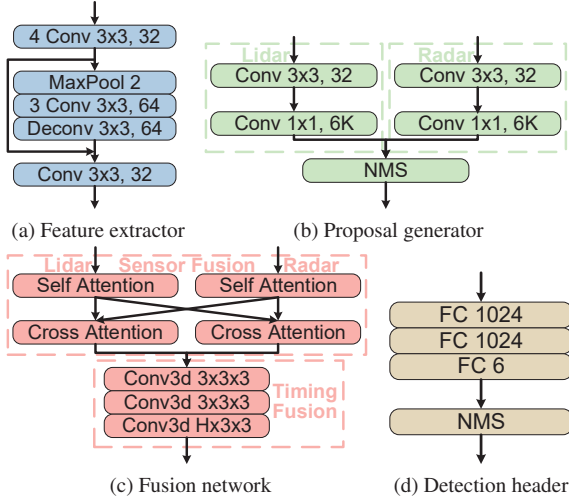 4 Conv 3x3, 32
MaxPool 2
3 Conv 3x3, 64
Deconv 3x3, 64
Conv 3x3, 32
(a) Feature extractor
Lidar Radar
Conv 3x3, 32 Conv 3x3, 32
Conv 1x1, 6K Conv 1x1, 6K
NMS
(b) Proposal generator
Lidar Sensor Fusion Radar
Self Attention Self Attention
Cross Attention Cross Attention
Conv3d 3x3x3
Conv3d 3x3x3
Conv3d Hx3x3
Timing
Fusion
(c) Fusion network
FC 1024
FC 1024
FC 6
NMS
(d) Detection header